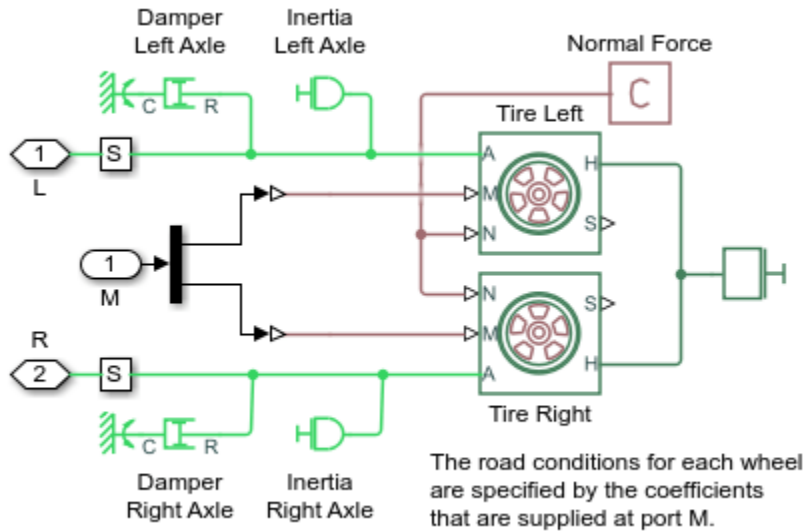 Damper
Left Axle
Inertia
Left Axle
Normal Force
C
C
R
Tire Left
1
S
A
H
L
M
S
N
1
M
N
S
R
M
2
S
A
H
C
R
Tire Right
Damper
Right Axle
Inertia
Right Axle
The road conditions for each wheel
are specified by the coefficients
that are supplied at port M.